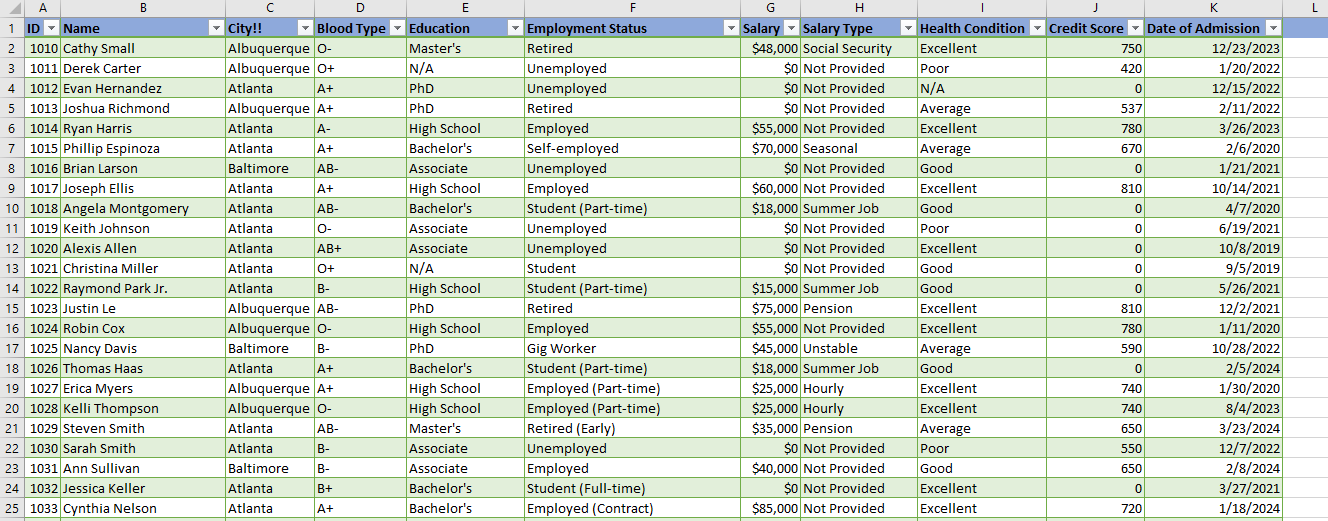 A B C D E F G H I J K L
1 ID Name City!! Blood Type Education Employment Status Salary Salary Type Health Condition Credit Score Date of Admission
2 1010 Cathy Small Albuquerque O- Master's Retired $48,000 Social Security Excellent 750 12/23/2023
3 1011 Derek Carter Albuquerque O+ N/A Unemployed $0 Not Provided Poor 420 1/20/2022
4 1012 Evan Hernandez Atlanta A+ PhD Unemployed $0 Not Provided N/A 0 12/15/2022
5 1013 Joshua Richmond Albuquerque A+ PhD Retired $0 Not Provided Average 537 2/11/2022
6 1014 Ryan Harris Atlanta A- High School Employed $55,000 Not Provided Excellent 780 3/26/2023
7 1015 Phillip Espinoza Atlanta A+ Bachelor's Self-employed $70,000 Seasonal Average 670 2/6/2020
8 1016 Brian Larson Baltimore AB- Associate Unemployed $0 Not Provided Good 0 1/21/2021
9 1017 Joseph Ellis Atlanta A+ High School Employed $60,000 Not Provided Excellent 810 10/14/2021
10 1018 Angela Montgomery Atlanta AB- Bachelor's Student (Part-time) $18,000 Summer Job Good 0 4/7/2020
11 1019 Keith Johnson Atlanta O- Associate Unemployed $0 Not Provided Poor 0 6/19/2021
12 1020 Alexis Allen Atlanta AB+ Associate Unemployed $0 Not Provided Excellent 0 10/8/2019
13 1021 Christina Miller Atlanta O+ N/A Student $0 Not Provided Good 0 9/5/2019
14 1022 Raymond Park Jr. Atlanta B- High School Student (Part-time) $15,000 Summer Job Good 0 5/26/2021
15 1023 Justin Le Albuquerque AB- PhD Retired $75,000 Pension Excellent 810 12/2/2021
16 1024 Robin Cox Albuquerque O- High School Employed $55,000 Not Provided Excellent 780 1/11/2020
17 1025 Nancy Davis Baltimore B- PhD Gig Worker $45,000 Unstable Average 590 10/28/2022
18 1026 Thomas Haas Atlanta A+ Bachelor's Student (Part-time) $18,000 Summer Job Good 0 2/5/2024
19 1027 Erica Myers Albuquerque A+ High School Employed (Part-time) $25,000 Hourly Excellent 740 1/30/2020
20 1028 Kelli Thompson Albuquerque O- High School Employed (Part-time) $25,000 Hourly Excellent 740 8/4/2023
21 1029 Steven Smith Atlanta AB- Master's Retired (Early) $35,000 Pension Average 650 3/23/2024
22 1030 Sarah Smith Atlanta B- Associate Unemployed $0 Not Provided Poor 550 12/7/2022
23 1031 Ann Sullivan Baltimore B- Associate Employed $40,000 Not Provided Good 650 2/8/2024
24 1032 Jessica Keller Atlanta B+ Bachelor's Student (Full-time) $0 Not Provided Excellent 0 3/27/2021
25 1033 Cynthia Nelson Atlanta A+ Bachelor's Employed (Contract) $85,000 Not Provided Excellent 720 1/18/2024